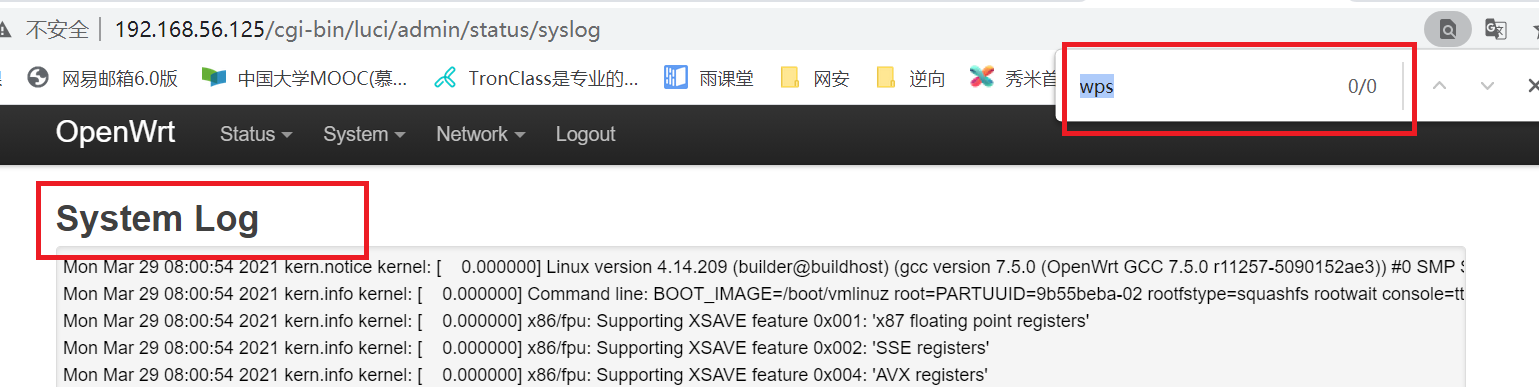 不安全 192.168.56.125/cgi-bin/luci/admin/status/syslog
网易邮箱6.0版 中国大学MOOC(慕... TronClass是专业的... 雨课堂 网安 逆向 秀米首
wps 0/0
OpenWrt Status System Network Logout
System Log
Mon Mar 29 08:00:54 2021 kern.notice kernel: [ 0.000000] Linux version 4.14.209 (builder@buildhost) (gcc version 7.5.0 (OpenWrt GCC 7.5.0 r11257-5090152ae3)) #0 SMP S
Mon Mar 29 08:00:54 2021 kern.info kernel: [ 0.000000] Command line: BOOT_IMAGE=/boot/vmlinuz root=PARTUUID=9b55beba-02 rootfstype=squashfs rootwait console=tt
Mon Mar 29 08:00:54 2021 kern.info kernel: [ 0.000000] x86/fpu: Supporting XSAVE feature 0x001: 'x87 floating point registers'
Mon Mar 29 08:00:54 2021 kern.info kernel: [ 0.000000] x86/fpu: Supporting XSAVE feature 0x002: 'SSE registers'
Mon Mar 29 08:00:54 2021 kern.info kernel: [ 0.000000] x86/fpu: Supporting XSAVE feature 0x004: 'AVX registers'